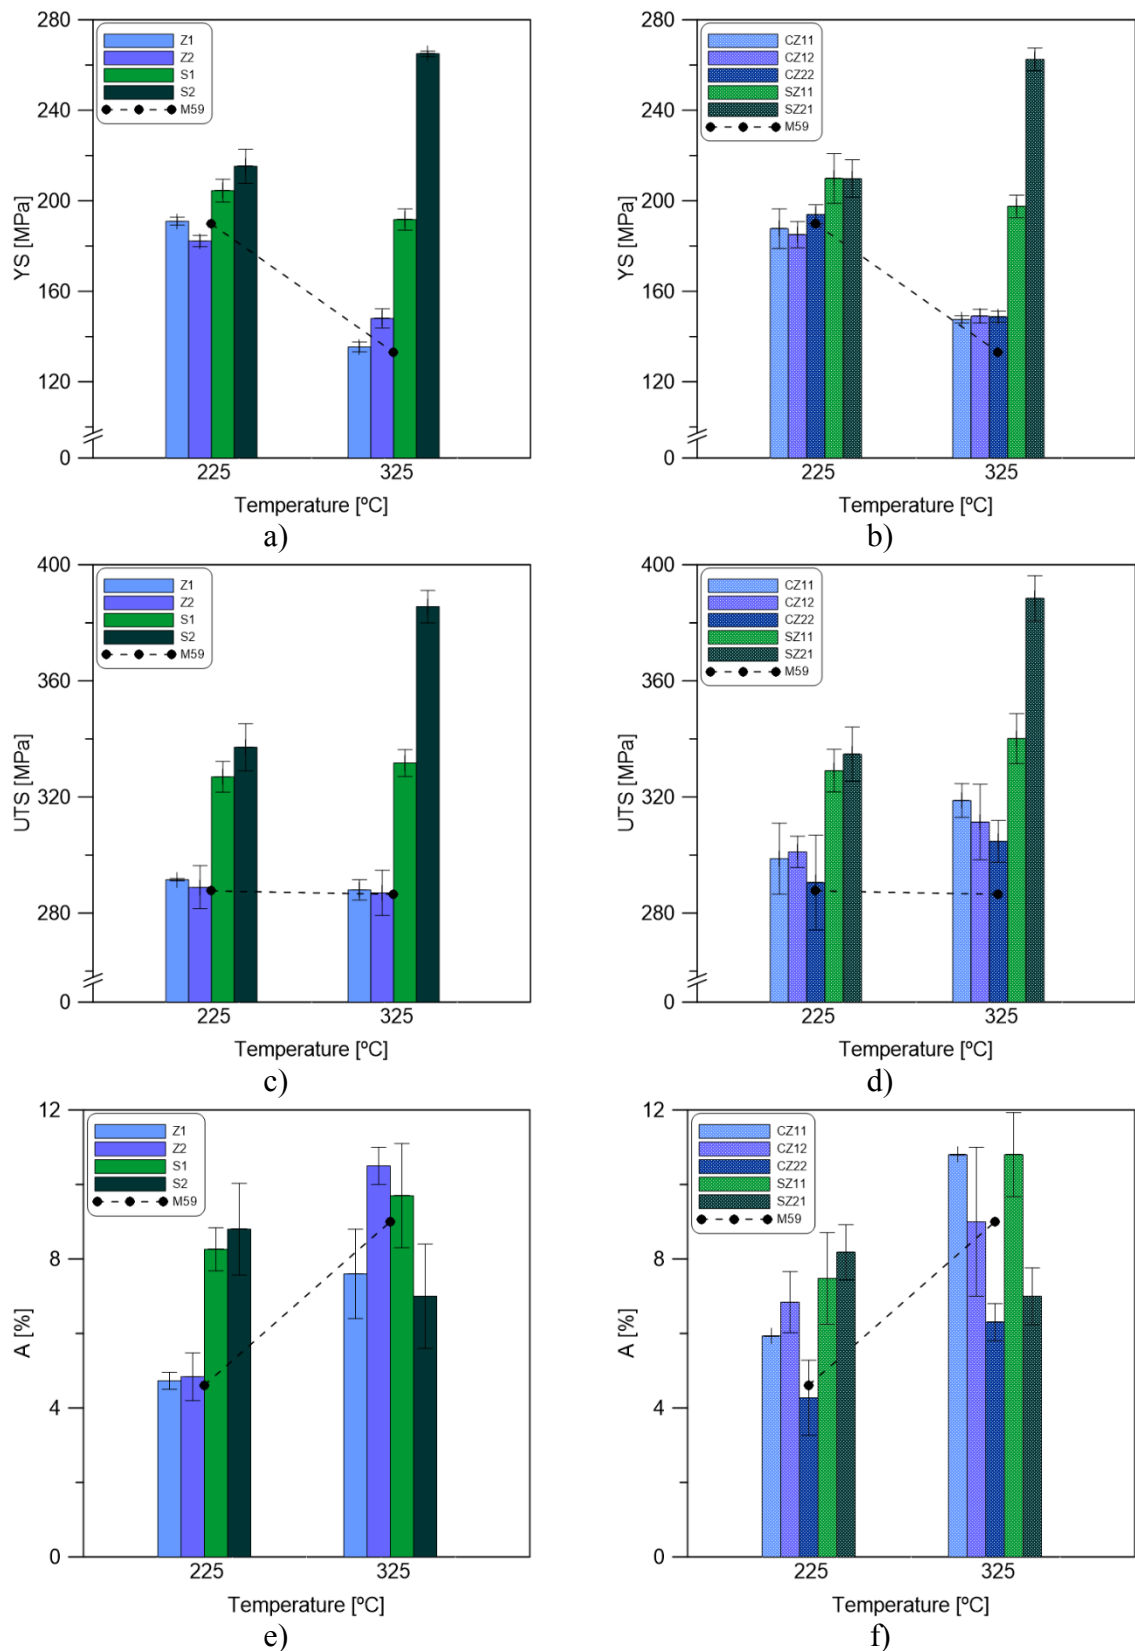 280
240
200
160
120
0
YS [MPa]
Z1
Z2
S1
S2
M59
225
325
Temperature [ºC]
a)
280
240
200
160
120
0
YS [MPa]
CZ11
CZ12
CZ22
SZ11
SZ21
M59
225
325
Temperature [ºC]
b)
400
360
320
280
0
UTS [MPa]
Z1
Z2
S1
S2
M59
225
325
Temperature [ºC]
c)
400
360
320
280
0
UTS [MPa]
CZ11
CZ12
CZ22
SZ11
SZ21
M59
225
325
Temperature [ºC]
d)
12
8
4
0
A [%]
Z1
Z2
S1
S2
M59
225
325
Temperature [ºC]
e)
12
8
4
0
A [%]
CZ11
CZ12
CZ22
SZ11
SZ21
M59
225
325
Temperature [ºC]
f)